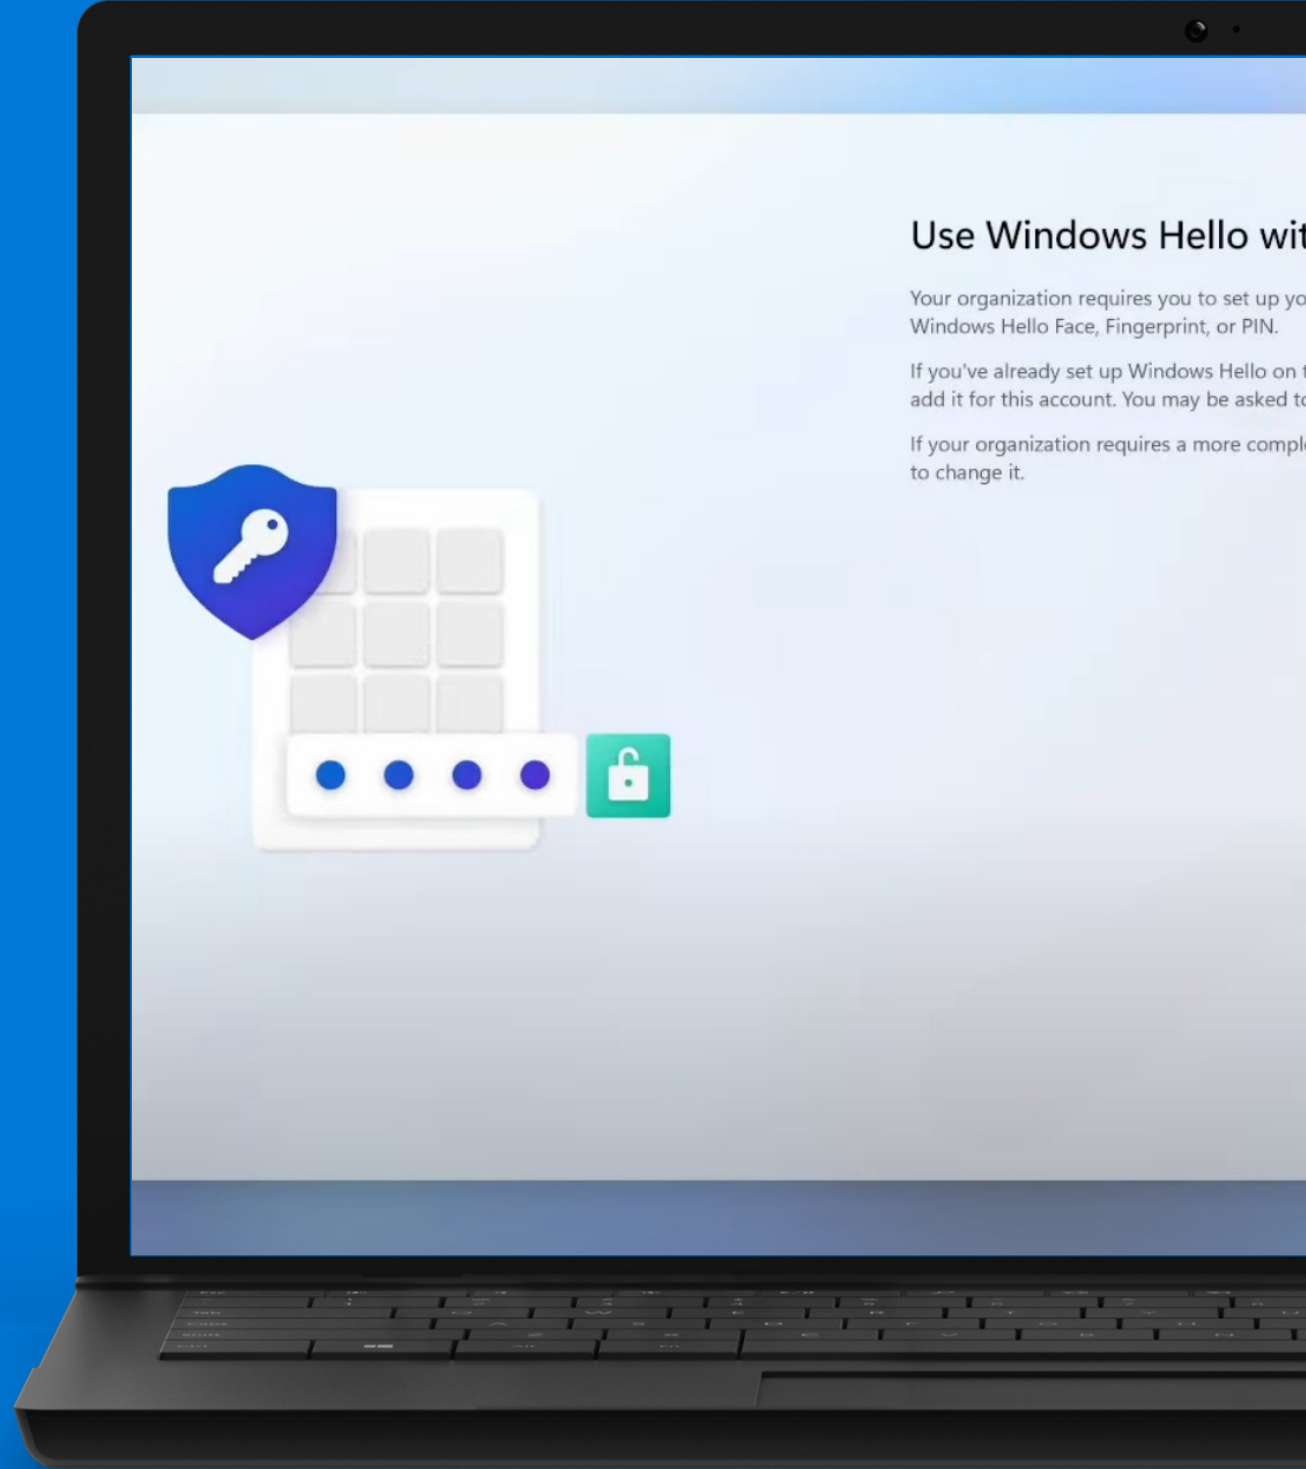 Use Windows Hello wit
Your organization requires you to set up yo
Windows Hello Face, Fingerprint, or PIN.
If you've already set up Windows Hello on t
add it for this account. You may be asked to
If your organization requires a more comple
to change it.